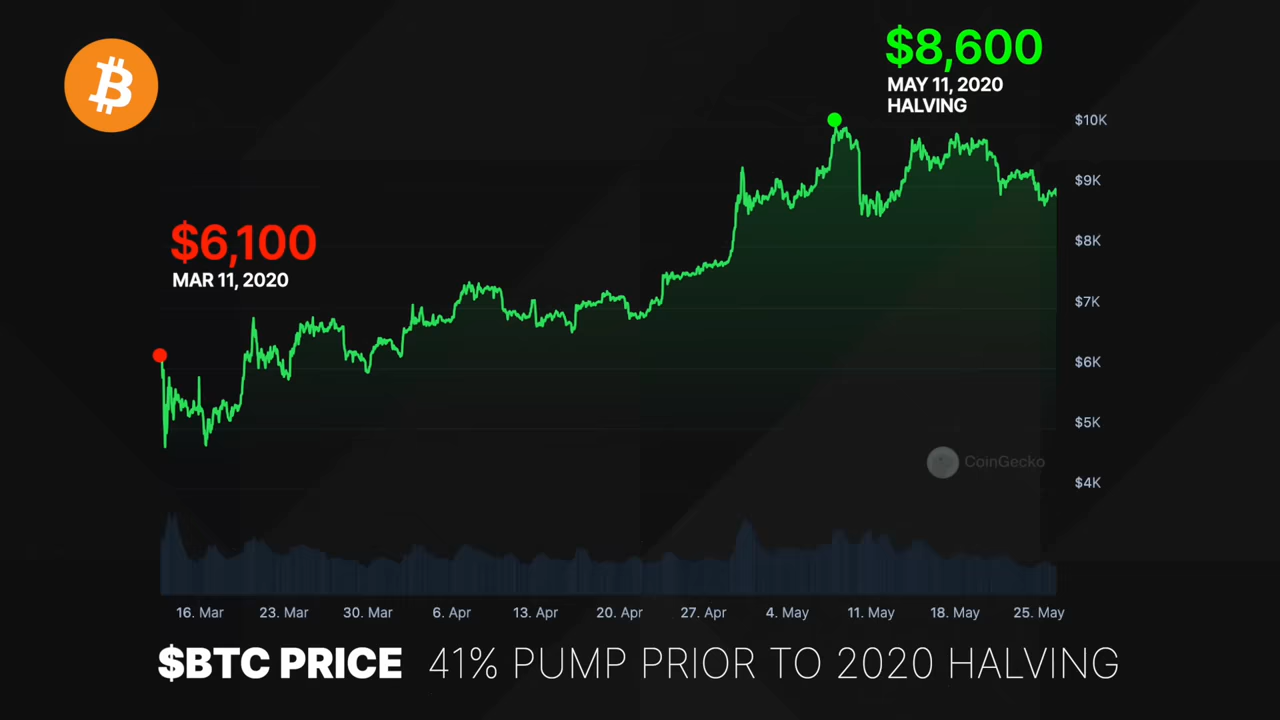 $8,600
MAY 11, 2020
HALVING
$10K
$9K
$6,100
MAR 11, 2020
$8K
$7K
$6K
$5K
CoinGecko
$4K
16. Mar 23. Mar 30. Mar 6. Apr 13. Apr 20. Apr 27. Apr 4. May 11. May 18. May 25. May
$BTC PRICE 41% PUMP PRIOR TO 2020 HALVING